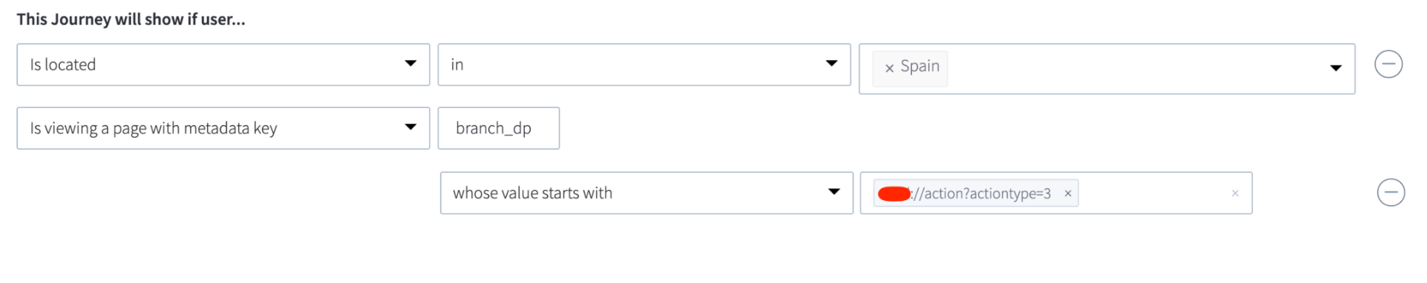 This Journey will show if user...
Is located in × Spain
Is viewing a page with metadata key branch_dp
whose value starts with ://action?actiontype=3 × ×